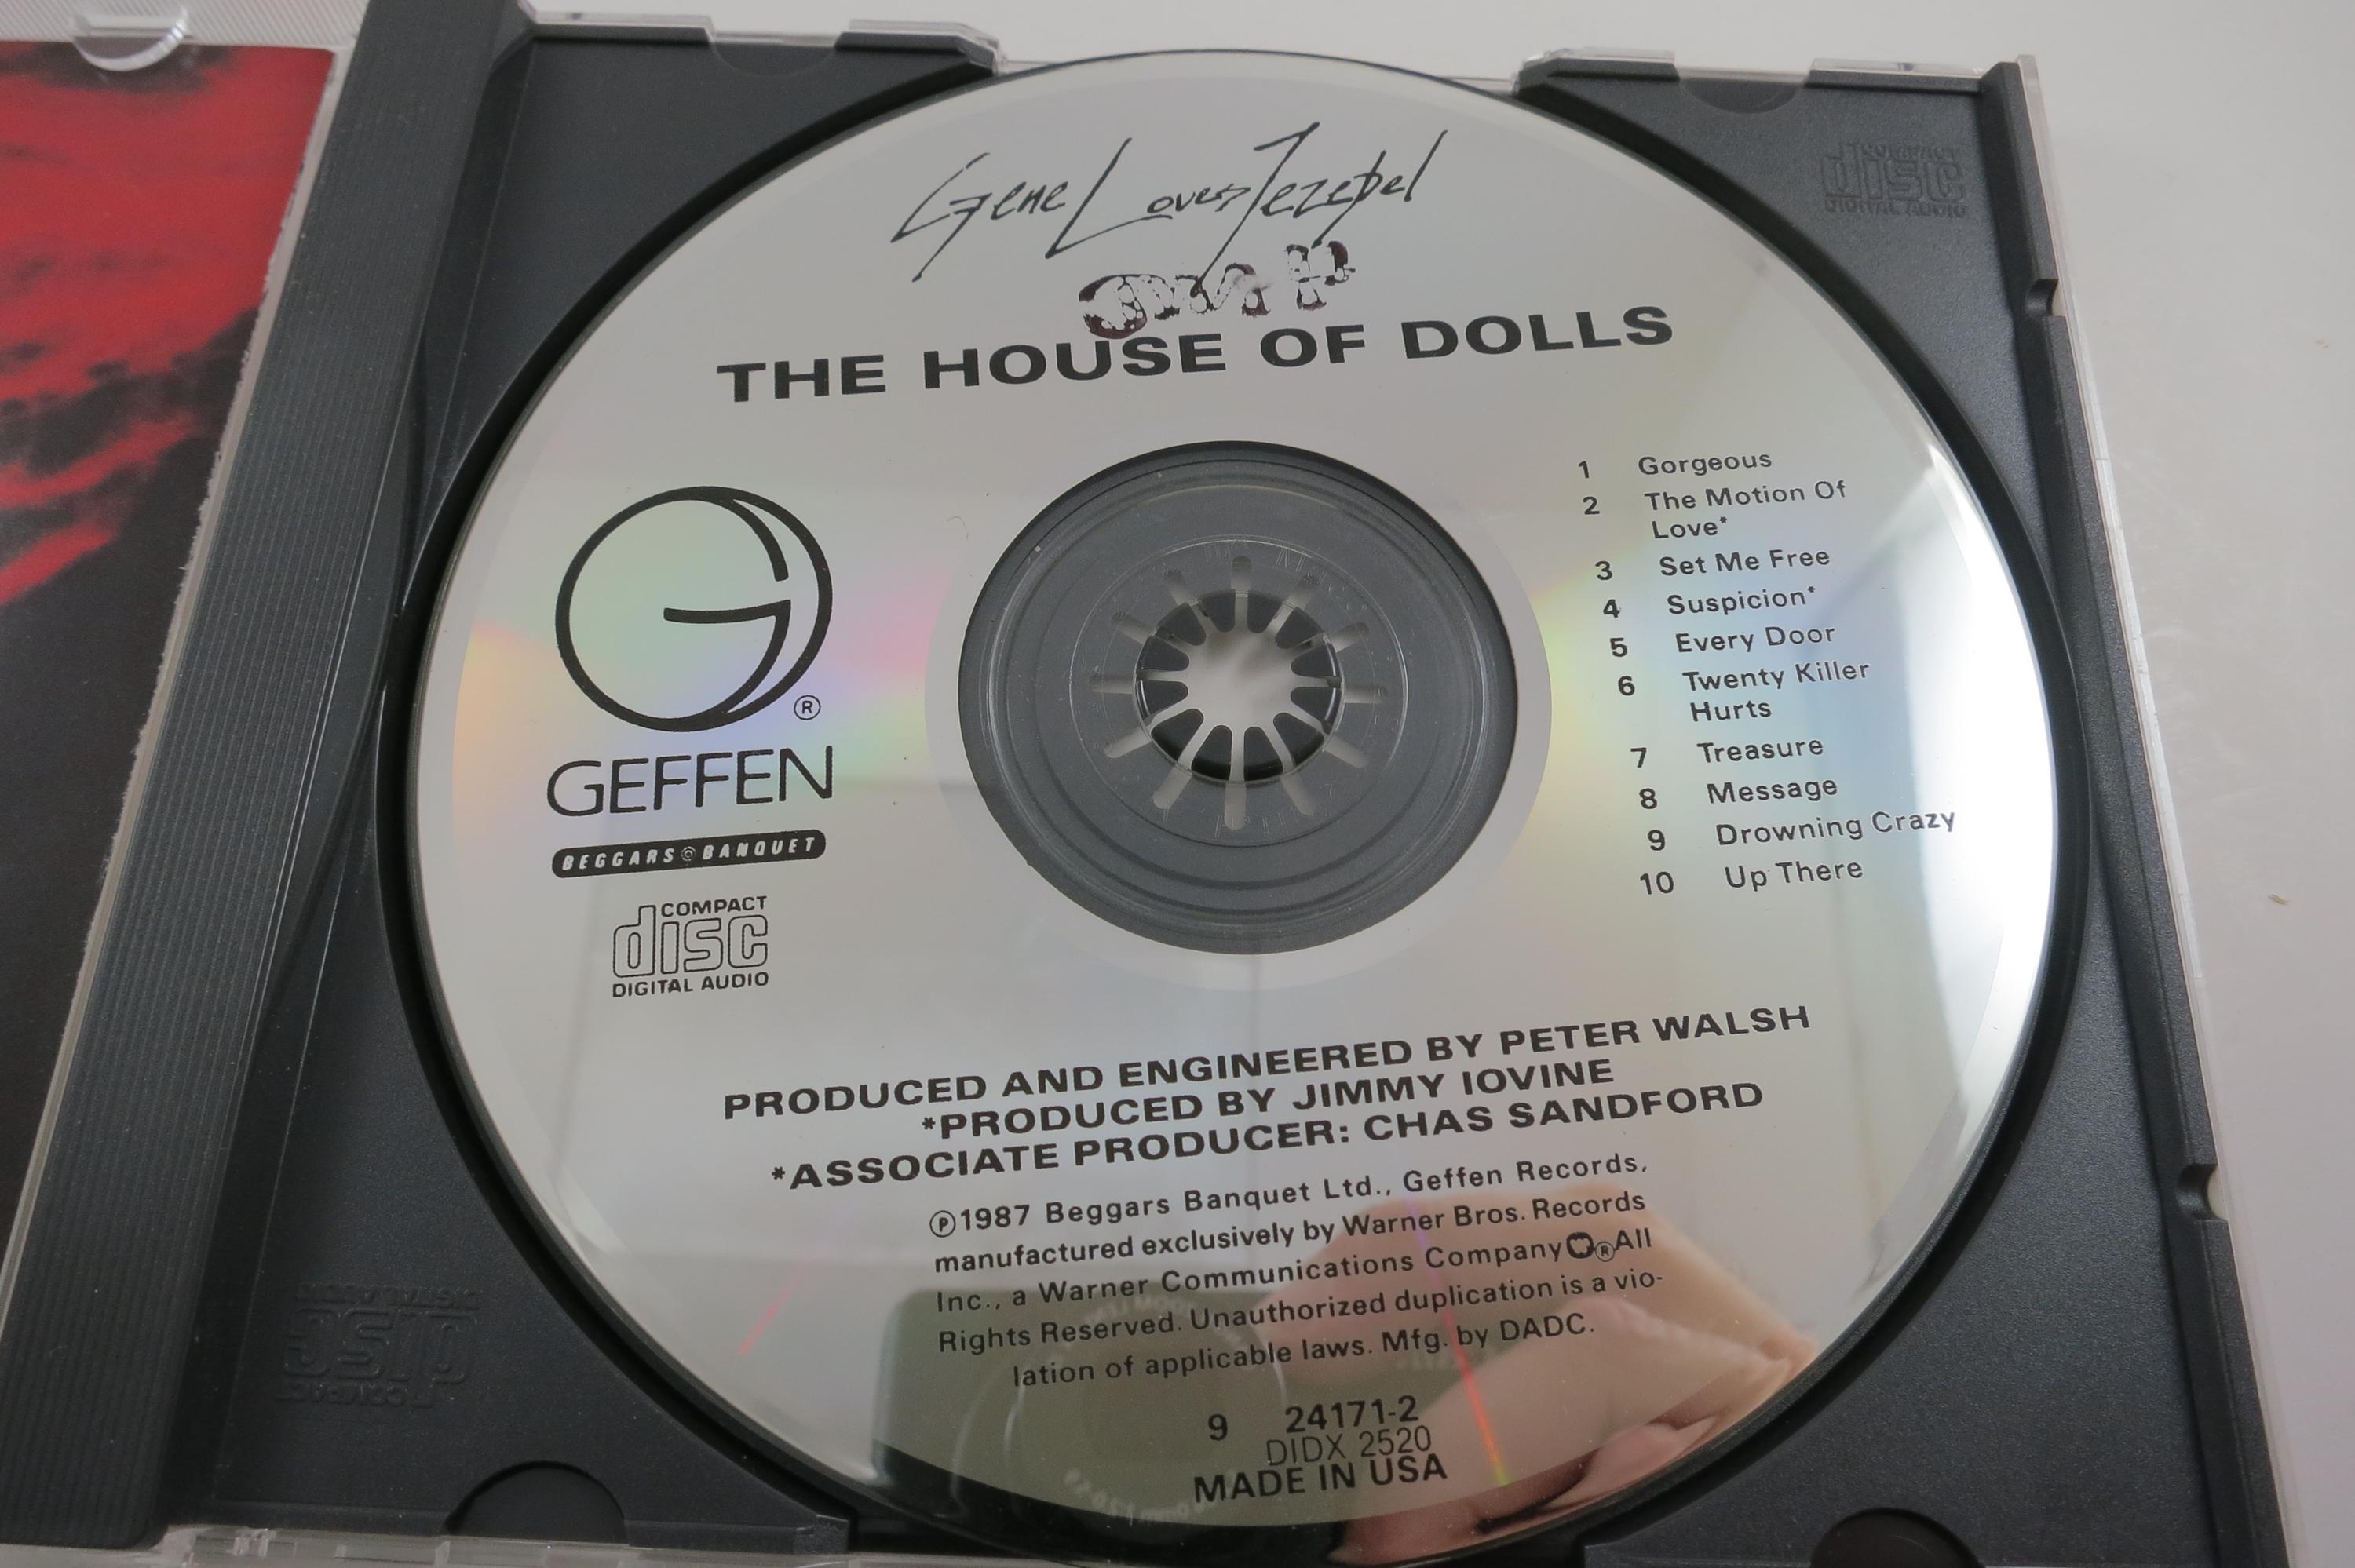 Gene Loves Jezebel
THE HOUSE OF DOLLS
®
GEFFEN
BEGGARS BANQUET
COMPACT
disc
DIGITAL AUDIO
1 Gorgeous
2 The Motion Of
Love*
3 Set Me Free
4 Suspicion*
5 Every Door
6 Twenty Killer
Hurts
7 Treasure
8 Message
9 Drowning Crazy
10 Up There
PRODUCED AND ENGINEERED BY PETER WALSH
*PRODUCED BY JIMMY IOVINE
*ASSOCIATE PRODUCER: CHAS SANDFORD
℗1987 Beggars Banquet Ltd., Geffen Records,
manufactured exclusively by Warner Bros. Records
Inc., a Warner Communications Company ® All
Rights Reserved. Unauthorized duplication is a vio-
lation of applicable laws. Mfg. by DADC.
9 24171-2
DIDX 2520
MADE IN USA
COMPACT
disc
DIGITAL AUDIO
COMPACT
disc
DIGITAL AUDIO